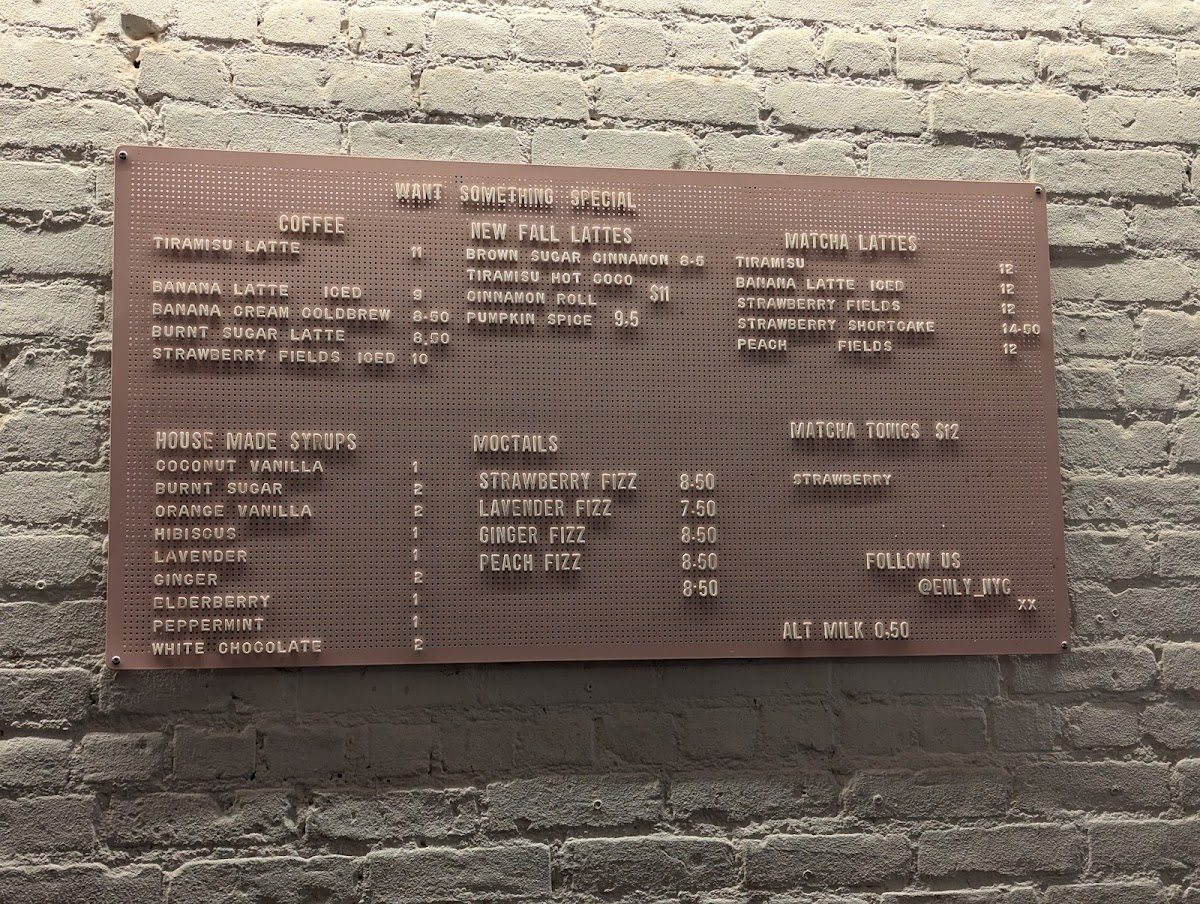 WANT SOMETHING SPECIAL
COFFEE
TIRAMISU LATTE 11
BANANA LATTE ICED 9
BANANA CREAM COLDBREW 8.50
BURNT SUGAR LATTE 8.50
STRAWBERRY FIELDS ICED 10
NEW FALL LATTES
BROWN SUGAR CINNAMON 8.5
TIRAMISU HOT COCO
CINNAMON ROLL $11
PUMPKIN SPICE 9.5
MATCHA LATTES
TIRAMISU 12
BANANA LATTE ICED 12
STRAWBERRY FIELDS 12
STRAWBERRY SHORTCAKE 14.50
PEACH FIELDS 12
HOUSE MADE SYRUPS
COCONUT VANILLA 1
BURNT SUGAR 2
ORANGE VANILLA 2
HIBISCUS 1
LAVENDER 1
GINGER 2
ELDERBERRY 1
PEPPERMINT 1
WHITE CHOCOLATE 2
MOCTAILS
STRAWBERRY FIZZ 8.50
LAVENDER FIZZ 7.50
GINGER FIZZ 8.50
PEACH FIZZ 8.50
8.50
MATCHA TONICS $12
STRAWBERRY
FOLLOW US
@ENLY_NYC
XX
ALT MILK 0.50